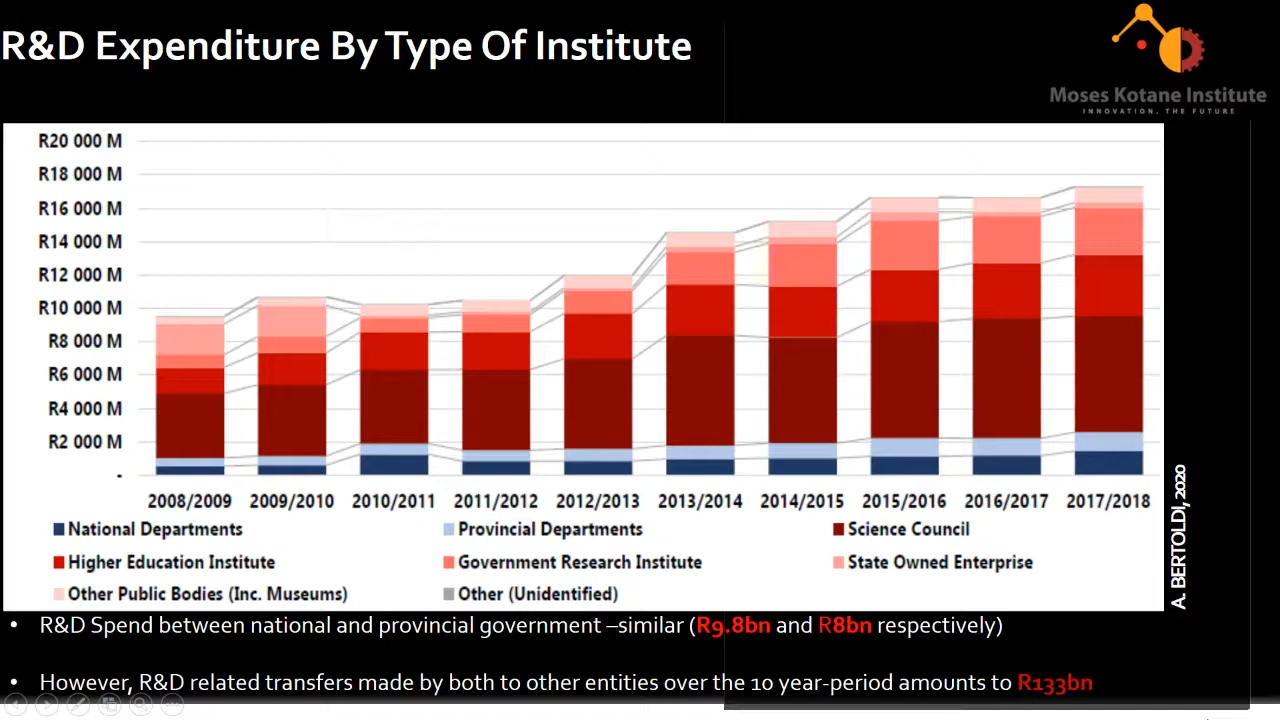 R&D Expenditure By Type Of Institute
Moses Kotane Institute
INNOVATION. THE FUTURE
R20 000 M
R18 000 M
R16 000 M
R14 000 M
R12 000 M
R10 000 M
R8 000 M
R6 000 M
R4 000 M
R2 000 M
-
2008/2009 2009/2010 2010/2011 2011/2012 2012/2013 2013/2014 2014/2015 2015/2016 2016/2017 2017/2018
National Departments Provincial Departments Science Council
Higher Education Institute Government Research Institute State Owned Enterprise
Other Public Bodies (Inc. Museums) Other (Unidentified)
A. BERTOLDI, 2020
• R&D Spend between national and provincial government –similar (R9.8bn and R8bn respectively)
• However, R&D related transfers made by both to other entities over the 10 year-period amounts to R133bn